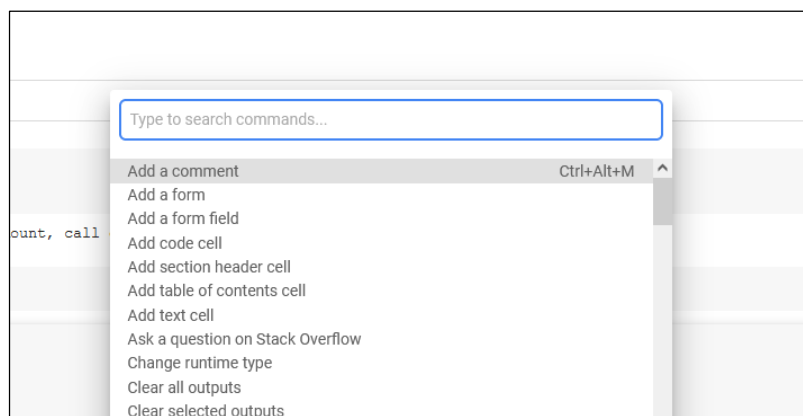 Type to search commands...
Add a comment Ctrl+Alt+M
Add a form
Add a form field
ount, call
Add code cell
Add section header cell
Add table of contents cell
Add text cell
Ask a question on Stack Overflow
Change runtime type
Clear all outputs
Clear selected outputs